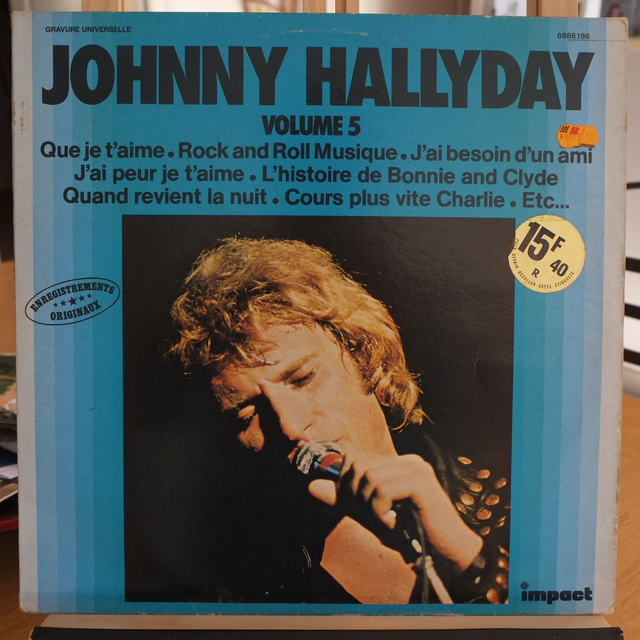 GRAVURE UNIVERSELLE
6886186
JOHNNY HALLYDAY
VOLUME 5
Que je t'aime • Rock and Roll Musique • J'ai besoin d'un ami
J'ai peur je t'aime • L'histoire de Bonnie and Clyde
Quand revient la nuit • Cours plus vite Charlie • Etc...
15F
40
R
ENREGISTREMENTS
ORIGINAUX
impact